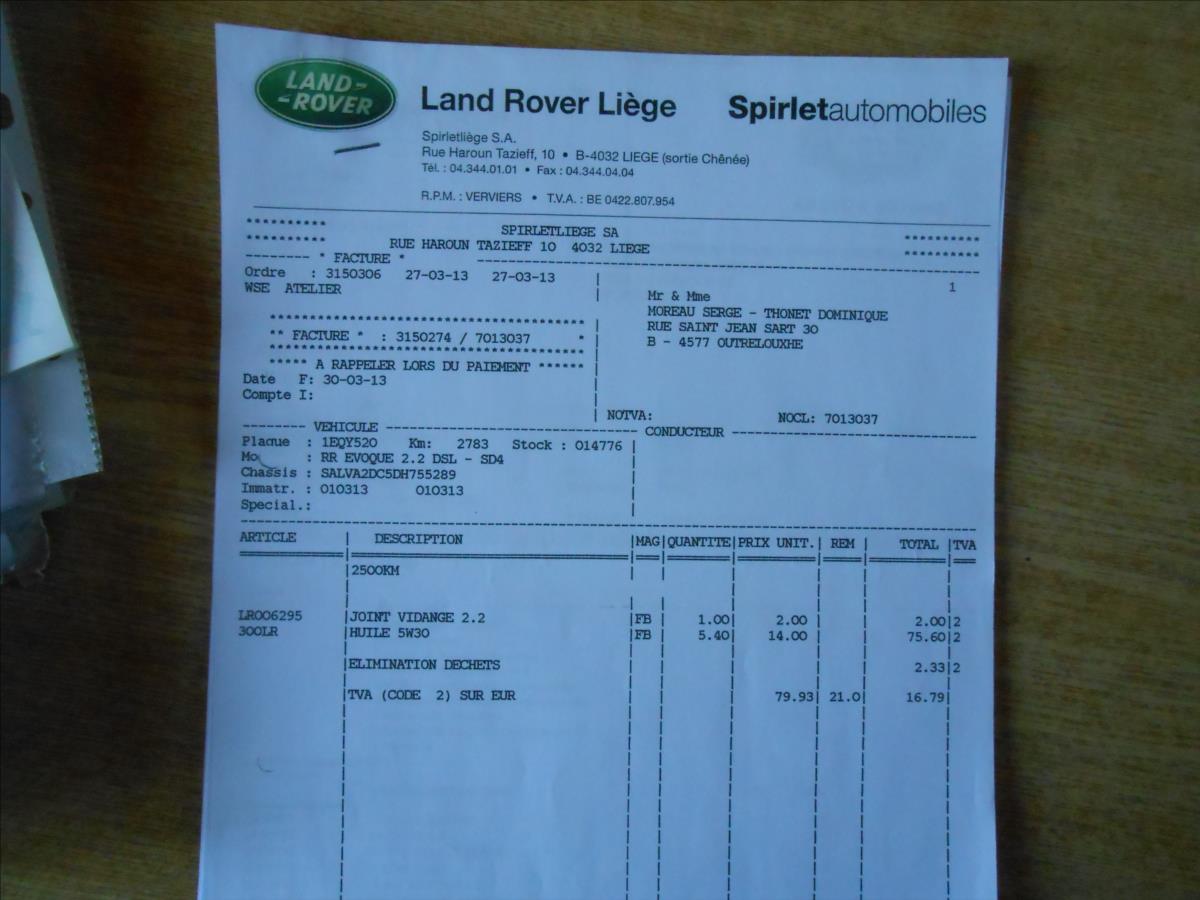 LAND-
-ROVER
Land Rover Liège Spirletautomobiles
Spirletliège S.A.
Rue Haroun Tazieff, 10 • B-4032 LIEGE (sortie Chênée)
Tél. : 04.344.01.01 • Fax : 04.344.04.04
R.P.M. : VERVIERS • T.V.A. : BE 0422.807.954
********** SPIRLETLIEGE SA **********
********** RUE HAROUN TAZIEFF 10 4032 LIEGE **********
-------- * FACTURE * --------
Ordre : 3150306 27-03-13 27-03-13 | 1
WSE ATELIER | Mr & Mme
MOREAU SERGE - THONET DOMINIQUE
RUE SAINT JEAN SART 30
B - 4577 OUTRELOUXHE
****************************************
** FACTURE * : 3150274 / 7013037 *
****************************************
***** A RAPPELER LORS DU PAIEMENT ******
Date F: 30-03-13
Compte I:
| NOTVA: NOCL: 7013037
-------- VEHICULE -------- CONDUCTEUR --------
Plaque : 1EQY520 Km: 2783 Stock : 014776 |
Mo : RR EVOQUE 2.2 DSL - SD4
Chassis : SALVA2DC5DH755289
Immatr. : 010313 010313
Special.:
ARTICLE | DESCRIPTION |MAG|QUANTITE|PRIX UNIT.| REM | TOTAL |TVA
|2500KM
LR006295 |JOINT VIDANGE 2.2 |FB | 1.00| 2.00 | | 2.00|2
300LR |HUILE 5W30 |FB | 5.40| 14.00 | | 75.60|2
|ELIMINATION DECHETS 2.33|2
|TVA (CODE 2) SUR EUR 79.93| 21.0| 16.79|